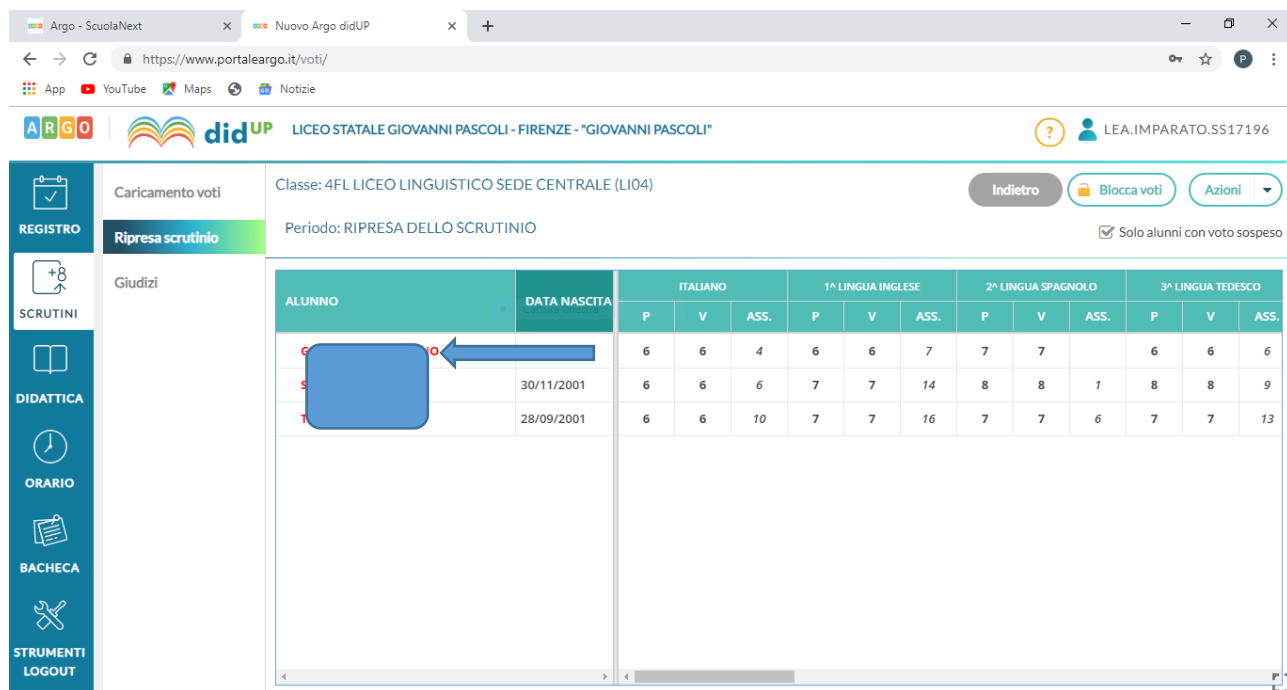 Argo - ScuolaNext
Nuovo Argo didUP
https://www.portaleargo.it/voti/
App YouTube Maps Notizie
ARGO didUP LICEO STATALE GIOVANNI PASCOLI - FIRENZE - "GIOVANNI PASCOLI" ? LEA.IMPARATO.SS17196
REGISTRO
SCRUTINI
DIDATTICA
ORARIO
BACHECA
STRUMENTI
LOGOUT
Caricamento voti
Ripresa scrutinio
Giudizi
Classe: 4FL LICEO LINGUISTICO SEDE CENTRALE (LI04)
Indietro Blocca voti Azioni
Periodo: RIPRESA DELLO SCRUTINIO
Solo alunni con voto sospeso
ALUNNO DATA NASCITA ITALIANO 1^ LINGUA INGLESE 2^ LINGUA SPAGNOLO 3^ LINGUA TEDESCO
P V ASS. P V ASS. P V ASS. P V ASS.
G O 6 6 4 6 6 7 7 7 6 6 6
S 30/11/2001 6 6 6 7 7 14 8 8 1 8 8 9
T 28/09/2001 6 6 10 7 7 16 7 7 6 7 7 13